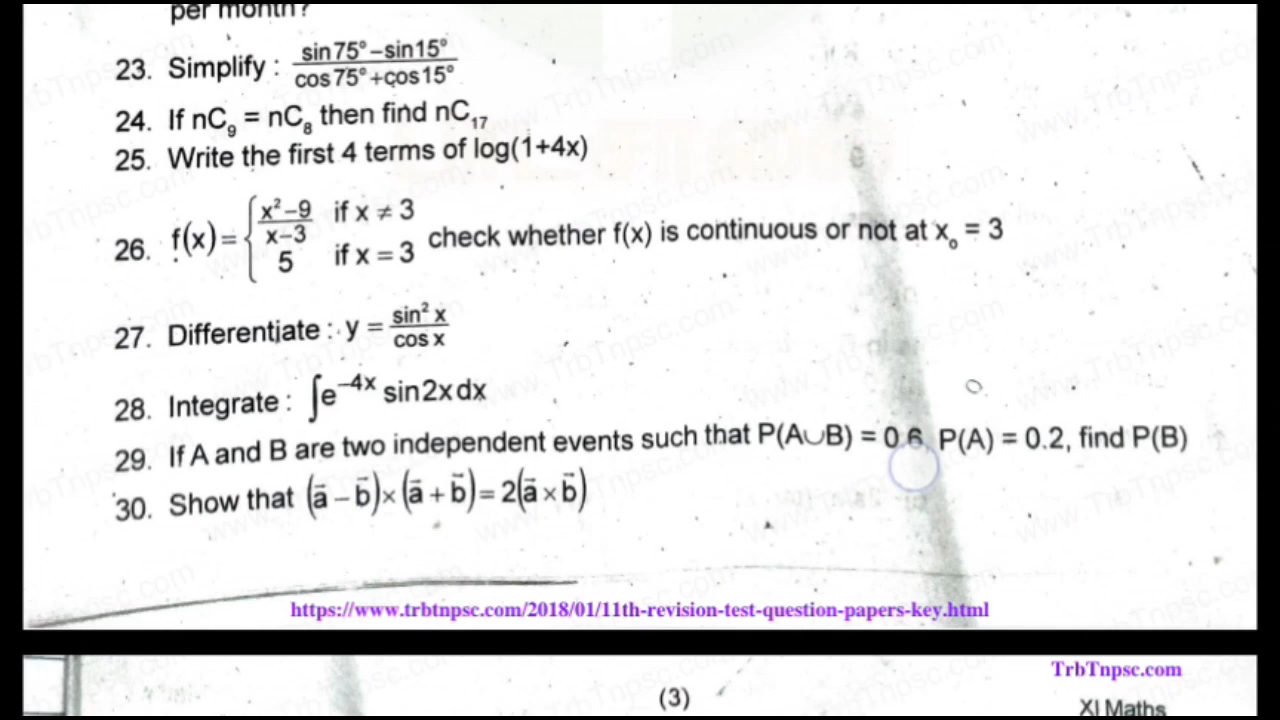 per month?
23. Simplify : (sin 75° – sin 15°) / (cos 75° + cos 15°)
24. If nC₉ = nC₈ then find nC₁₇
25. Write the first 4 terms of log(1+4x)
26. f(x) = { (x² – 9)/(x – 3) if x ≠ 3
5 if x = 3 check whether f(x) is continuous or not at x₀ = 3
27. Differentiate : y = sin² x / cos x
28. Integrate : ∫e⁻⁴ˣ sin2x dx
29. If A and B are two independent events such that P(A∪B) = 0.6, P(A) = 0.2, find P(B)
30. Show that (a⃗ – b⃗) × (a⃗ + b⃗) = 2(a⃗ × b⃗)
https://www.trbtnpsc.com/2018/01/11th-revision-test-question-papers-key.html
TrbTnpsc.com
(3)
XI Maths